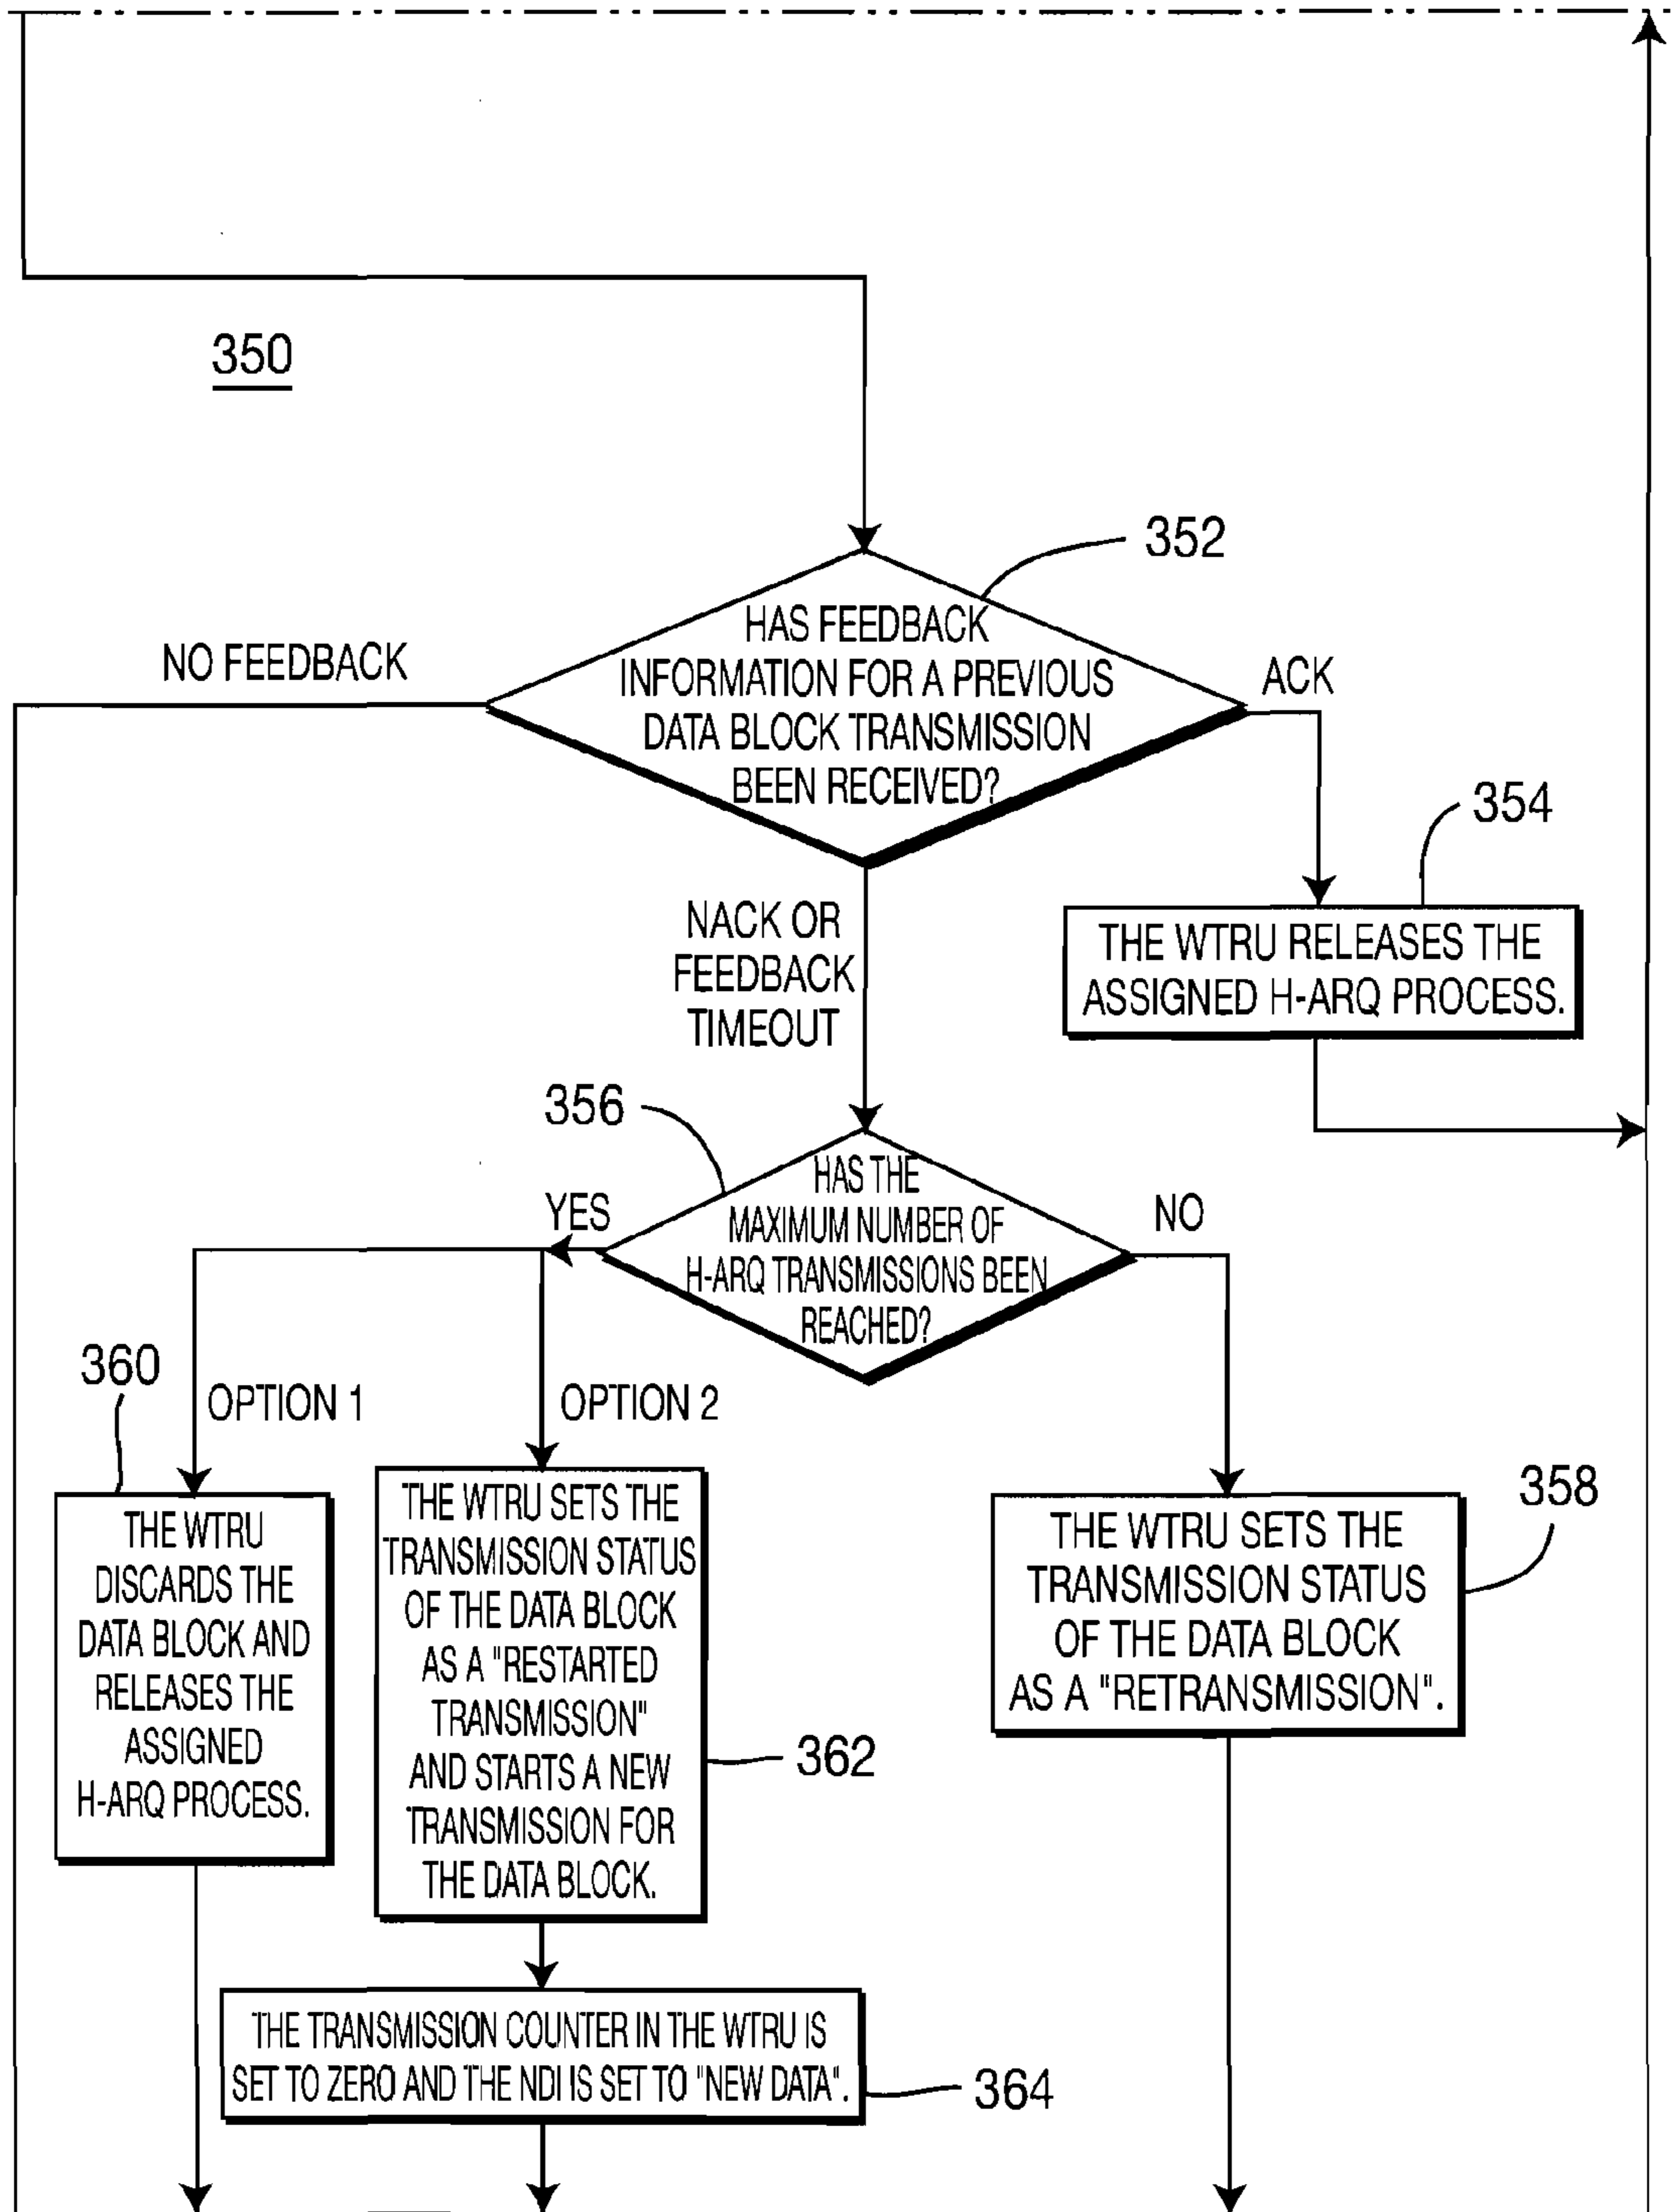 350
352
HAS FEEDBACK
INFORMATION FOR A PREVIOUS
DATA BLOCK TRANSMISSION
BEEN RECEIVED?
NO FEEDBACK
ACK
354
THE WTRU RELEASES THE
ASSIGNED H-ARQ PROCESS.
NACK OR
FEEDBACK
TIMEOUT
356
HAS THE
MAXIMUM NUMBER OF
H-ARQ TRANSMISSIONS BEEN
REACHED?
YES
NO
360
OPTION 1
OPTION 2
THE WTRU
DISCARDS THE
DATA BLOCK AND
RELEASES THE
ASSIGNED
H-ARQ PROCESS.
THE WTRU SETS THE
TRANSMISSION STATUS
OF THE DATA BLOCK
AS A "RESTARTED
TRANSMISSION"
AND STARTS A NEW
TRANSMISSION FOR
THE DATA BLOCK.
362
358
THE WTRU SETS THE
TRANSMISSION STATUS
OF THE DATA BLOCK
AS A "RETRANSMISSION".
THE TRANSMISSION COUNTER IN THE WTRU IS
SET TO ZERO AND THE NDI IS SET TO "NEW DATA".
364